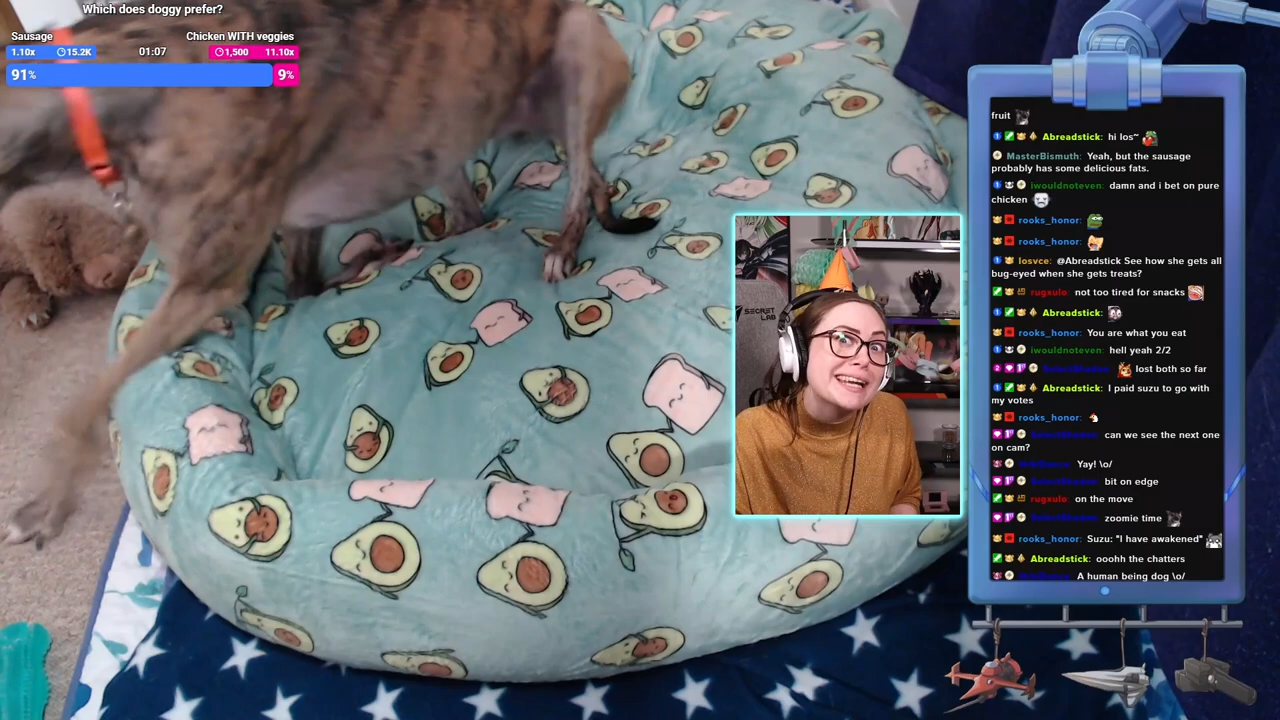 Which does doggy prefer?
Sausage
Chicken WITH veggies
1.10x 15.2K
01:07
1,500 11.10x
91%
9%
SECRET
LAB
fruit
Abreadstick: hi los~
MasterBismuth: Yeah, but the sausage
probably has some delicious fats.
iwouldnoteven: damn and i bet on pure
chicken
rooks_honor:
rooks_honor:
losvce: @Abreadstick See how she gets all
bug-eyed when she gets treats?
rugxulo: not too tired for snacks
Abreadstick:
rooks_honor: You are what you eat
iwouldnoteven: hell yeah 2/2
lost both so far
Abreadstick: I paid suzu to go with
my votes
rooks_honor:
can we see the next one
on cam?
Yay! \o/
bit on edge
rugxulo: on the move
zoomie time
rooks_honor: Suzu: "I have awakened"
Abreadstick: ooohh the chatters
A human being dog \o/